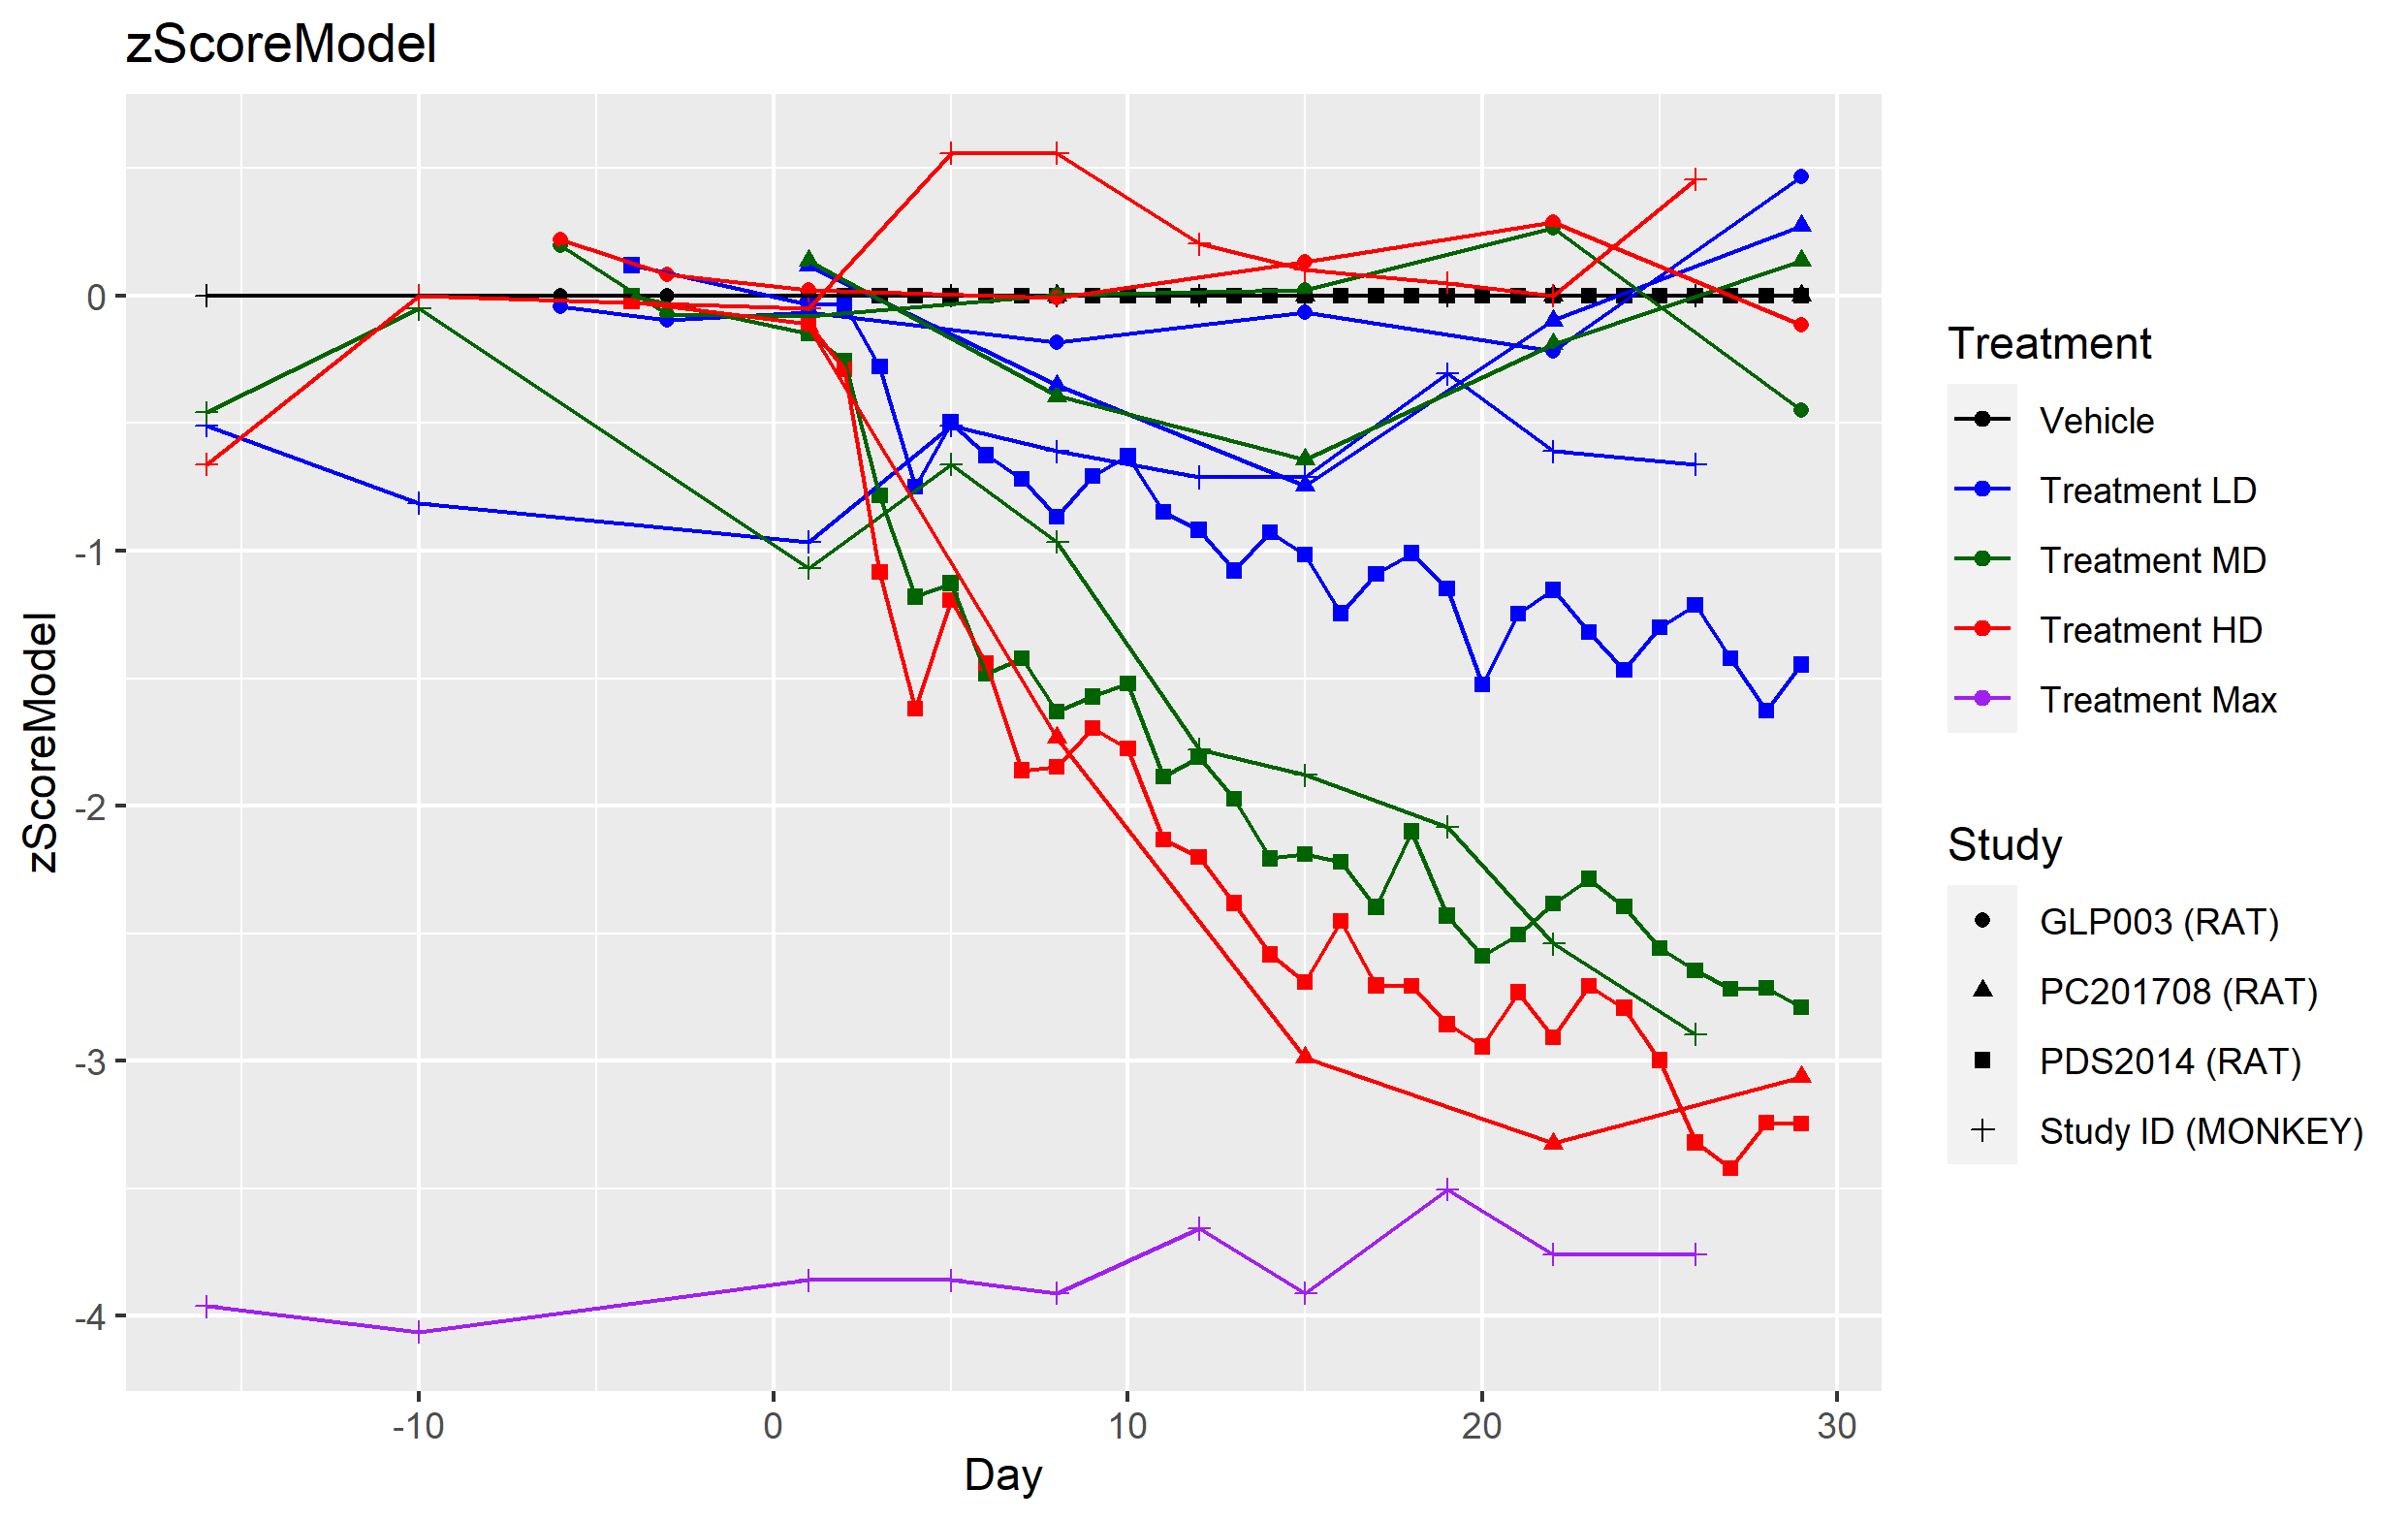 zScoreModel
zScoreModel
0
-1
-2
-3
-4
-10
0
10
20
30
Day
Treatment
Vehicle
Treatment LD
Treatment MD
Treatment HD
Treatment Max
Study
GLP003 (RAT)
PC201708 (RAT)
PDS2014 (RAT)
Study ID (MONKEY)